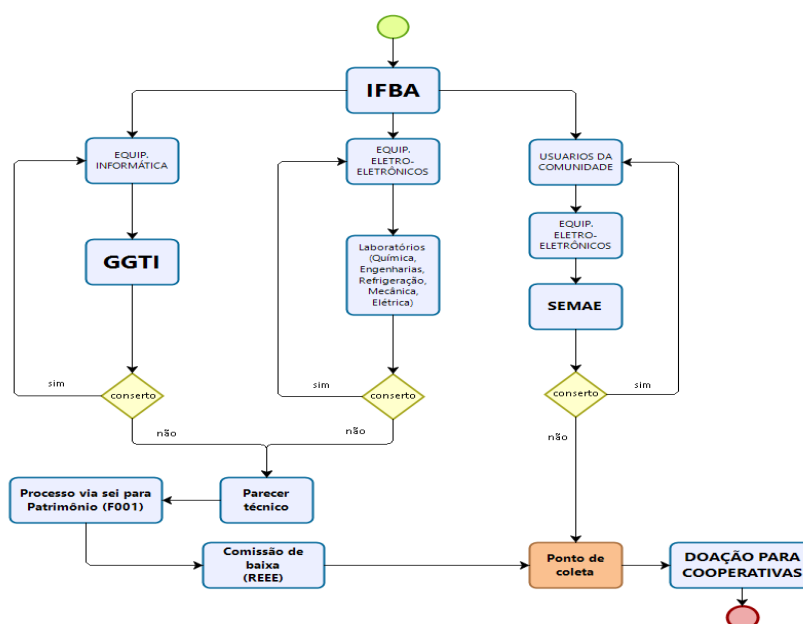 IFBA
EQUIP.
INFORMÁTICA
EQUIP.
ELETRO-
ELETRÔNICOS
USUARIOS DA
COMUNIDADE
EQUIP.
ELETRO-
ELETRÔNICOS
GGTI
Laboratórios
(Química,
Engenharias,
Refrigeração,
Mecânica,
Elétrica)
SEMAE
conserto
sim
não
conserto
sim
não
conserto
sim
não
Processo via sei para
Patrimônio (F001)
Parecer
técnico
Comissão de
baixa
(REEE)
Ponto de
coleta
DOAÇÃO PARA
COOPERATIVAS